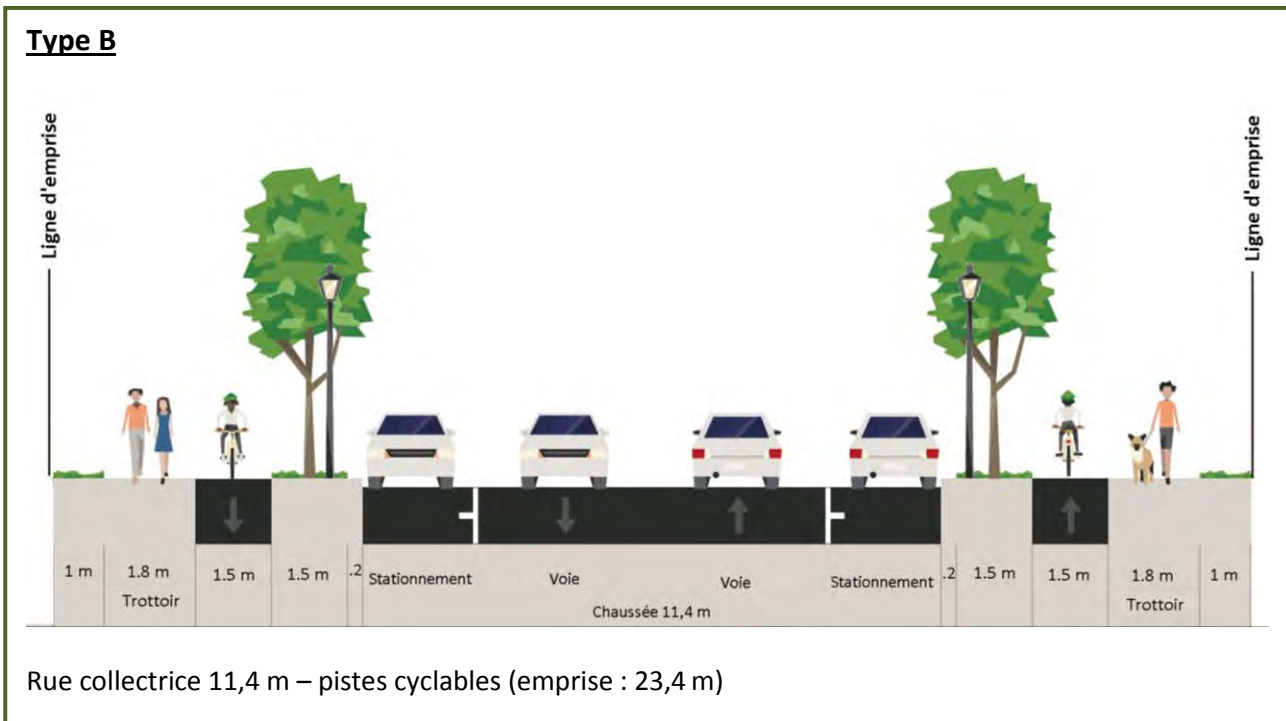 Type B
Ligne d'emprise
Ligne d'emprise
1 m
1.8 m
1.5 m
1.5 m
.2
Stationnement
Voie
Voie
Stationnement
.2
1.5 m
1.5 m
1.8 m
1 m
Trottoir
Chaussée 11,4 m
Trottoir
Rue collectrice 11,4 m – pistes cyclables (emprise : 23,4 m)